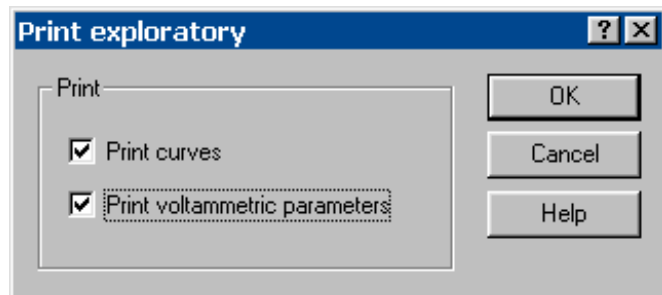 Print exploratory
Print
Print curves
Print voltammetric parameters
OK
Cancel
Help